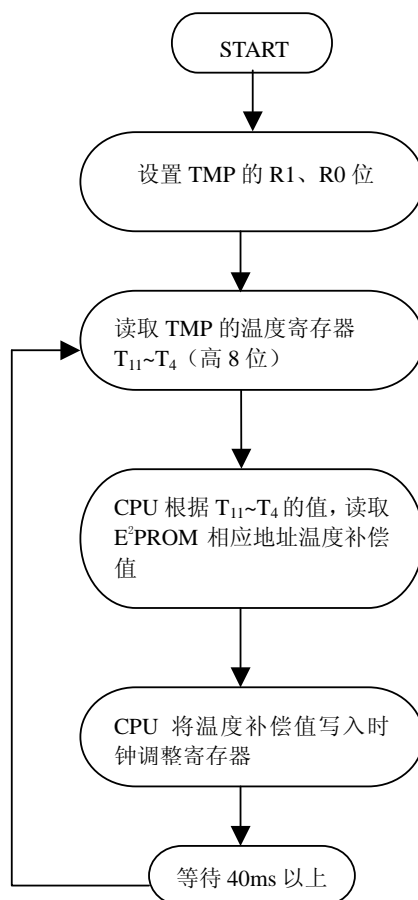 START
设置 TMP 的 R1、R0 位
读取 TMP 的温度寄存器
T₁₁~T₄（高 8 位）
CPU 根据 T₁₁~T₄ 的值，读取
E²PROM 相应地址温度补偿
值
CPU 将温度补偿值写入时
钟调整寄存器
等待 40ms 以上